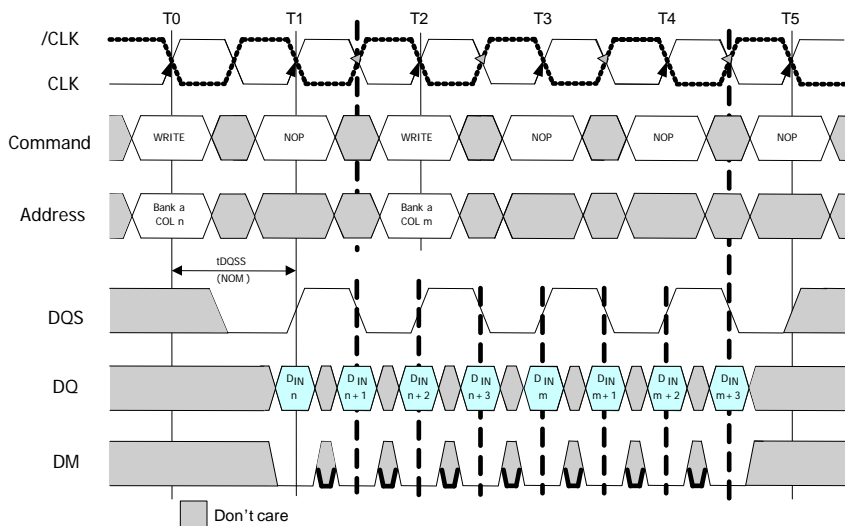 T0 T1 T2 T3 T4 T5
/CLK
CLK
Command WRITE NOP WRITE NOP NOP NOP
Address Bank a Bank a
COL n COL m
tDQSS
(NOM)
DQS
DQ DIN DIN DIN DIN DIN DIN DIN DIN
n n+1 n+2 n+3 m m+1 m+2 m+3
DM
Don't care